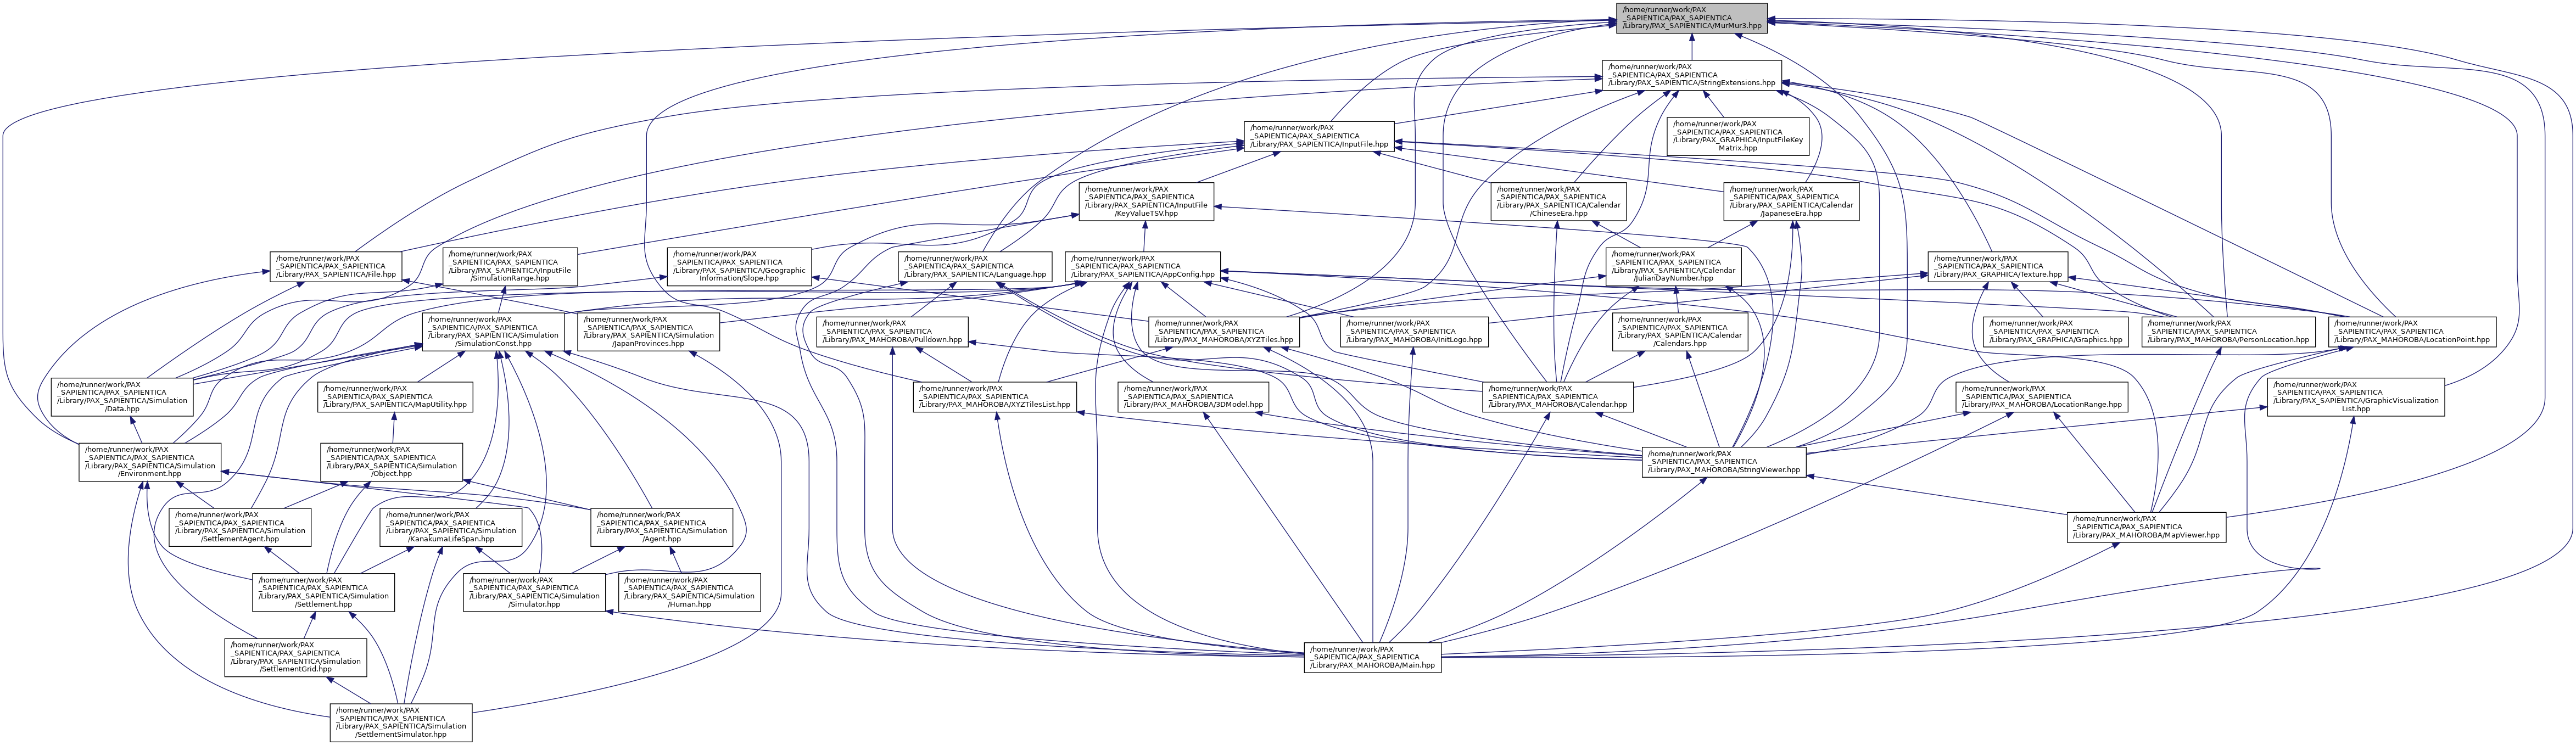 /home/runner/work/PAX
_SAPIENTICA/PAX_SAPIENTICA
/Library/PAX_SAPIENTICA/MurMur3.hpp
/home/runner/work/PAX
_SAPIENTICA/PAX_SAPIENTICA
/Library/PAX_SAPIENTICA/StringExtensions.hpp
/home/runner/work/PAX
_SAPIENTICA/PAX_SAPIENTICA
/Library/PAX_SAPIENTICA/InputFile.hpp
/home/runner/work/PAX
_SAPIENTICA/PAX_SAPIENTICA
/Library/PAX_GRAPHICA/InputFileKey
Matrix.hpp
/home/runner/work/PAX
_SAPIENTICA/PAX_SAPIENTICA
/Library/PAX_SAPIENTICA/InputFile
/KeyValueTSV.hpp
/home/runner/work/PAX
_SAPIENTICA/PAX_SAPIENTICA
/Library/PAX_SAPIENTICA/Calendar
/ChineseEra.hpp
/home/runner/work/PAX
_SAPIENTICA/PAX_SAPIENTICA
/Library/PAX_SAPIENTICA/Calendar
/JapaneseEra.hpp
/home/runner/work/PAX
_SAPIENTICA/PAX_SAPIENTICA
/Library/PAX_SAPIENTICA/File.hpp
/home/runner/work/PAX
_SAPIENTICA/PAX_SAPIENTICA
/Library/PAX_SAPIENTICA/InputFile
/SimulationRange.hpp
/home/runner/work/PAX
_SAPIENTICA/PAX_SAPIENTICA
/Library/PAX_SAPIENTICA/Geographic
Information/Slope.hpp
/home/runner/work/PAX
_SAPIENTICA/PAX_SAPIENTICA
/Library/PAX_SAPIENTICA/Language.hpp
/home/runner/work/PAX
_SAPIENTICA/PAX_SAPIENTICA
/Library/PAX_SAPIENTICA/AppConfig.hpp
/home/runner/work/PAX
_SAPIENTICA/PAX_SAPIENTICA
/Library/PAX_SAPIENTICA/Calendar
/JulianDayNumber.hpp
/home/runner/work/PAX
_SAPIENTICA/PAX_SAPIENTICA
/Library/PAX_GRAPHICA/Texture.hpp
/home/runner/work/PAX
_SAPIENTICA/PAX_SAPIENTICA
/Library/PAX_SAPIENTICA/Simulation
/SimulationConst.hpp
/home/runner/work/PAX
_SAPIENTICA/PAX_SAPIENTICA
/Library/PAX_SAPIENTICA/Simulation
/JapanProvinces.hpp
/home/runner/work/PAX
_SAPIENTICA/PAX_SAPIENTICA
/Library/PAX_MAHOROBA/Pulldown.hpp
/home/runner/work/PAX
_SAPIENTICA/PAX_SAPIENTICA
/Library/PAX_MAHOROBA/XYZTiles.hpp
/home/runner/work/PAX
_SAPIENTICA/PAX_SAPIENTICA
/Library/PAX_MAHOROBA/InitLogo.hpp
/home/runner/work/PAX
_SAPIENTICA/PAX_SAPIENTICA
/Library/PAX_SAPIENTICA/Calendar
/Calendars.hpp
/home/runner/work/PAX
_SAPIENTICA/PAX_SAPIENTICA
/Library/PAX_GRAPHICA/Graphics.hpp
/home/runner/work/PAX
_SAPIENTICA/PAX_SAPIENTICA
/Library/PAX_MAHOROBA/PersonLocation.hpp
/home/runner/work/PAX
_SAPIENTICA/PAX_SAPIENTICA
/Library/PAX_MAHOROBA/LocationPoint.hpp
/home/runner/work/PAX
_SAPIENTICA/PAX_SAPIENTICA
/Library/PAX_SAPIENTICA/Simulation
/Data.hpp
/home/runner/work/PAX
_SAPIENTICA/PAX_SAPIENTICA
/Library/PAX_SAPIENTICA/MapUtility.hpp
/home/runner/work/PAX
_SAPIENTICA/PAX_SAPIENTICA
/Library/PAX_MAHOROBA/XYZTilesList.hpp
/home/runner/work/PAX
_SAPIENTICA/PAX_SAPIENTICA
/Library/PAX_MAHOROBA/3DModel.hpp
/home/runner/work/PAX
_SAPIENTICA/PAX_SAPIENTICA
/Library/PAX_MAHOROBA/Calendar.hpp
/home/runner/work/PAX
_SAPIENTICA/PAX_SAPIENTICA
/Library/PAX_MAHOROBA/LocationRange.hpp
/home/runner/work/PAX
_SAPIENTICA/PAX_SAPIENTICA
/Library/PAX_SAPIENTICA/GraphicVisualization
List.hpp
/home/runner/work/PAX
_SAPIENTICA/PAX_SAPIENTICA
/Library/PAX_SAPIENTICA/Simulation
/Environment.hpp
/home/runner/work/PAX
_SAPIENTICA/PAX_SAPIENTICA
/Library/PAX_SAPIENTICA/Simulation
/Object.hpp
/home/runner/work/PAX
_SAPIENTICA/PAX_SAPIENTICA
/Library/PAX_MAHOROBA/StringViewer.hpp
/home/runner/work/PAX
_SAPIENTICA/PAX_SAPIENTICA
/Library/PAX_SAPIENTICA/Simulation
/SettlementAgent.hpp
/home/runner/work/PAX
_SAPIENTICA/PAX_SAPIENTICA
/Library/PAX_SAPIENTICA/Simulation
/KanakumaLifeSpan.hpp
/home/runner/work/PAX
_SAPIENTICA/PAX_SAPIENTICA
/Library/PAX_SAPIENTICA/Simulation
/Agent.hpp
/home/runner/work/PAX
_SAPIENTICA/PAX_SAPIENTICA
/Library/PAX_MAHOROBA/MapViewer.hpp
/home/runner/work/PAX
_SAPIENTICA/PAX_SAPIENTICA
/Library/PAX_SAPIENTICA/Simulation
/Settlement.hpp
/home/runner/work/PAX
_SAPIENTICA/PAX_SAPIENTICA
/Library/PAX_SAPIENTICA/Simulation
/Simulator.hpp
/home/runner/work/PAX
_SAPIENTICA/PAX_SAPIENTICA
/Library/PAX_SAPIENTICA/Simulation
/Human.hpp
/home/runner/work/PAX
_SAPIENTICA/PAX_SAPIENTICA
/Library/PAX_SAPIENTICA/Simulation
/SettlementGrid.hpp
/home/runner/work/PAX
_SAPIENTICA/PAX_SAPIENTICA
/Library/PAX_MAHOROBA/Main.hpp
/home/runner/work/PAX
_SAPIENTICA/PAX_SAPIENTICA
/Library/PAX_SAPIENTICA/Simulation
/SettlementSimulator.hpp